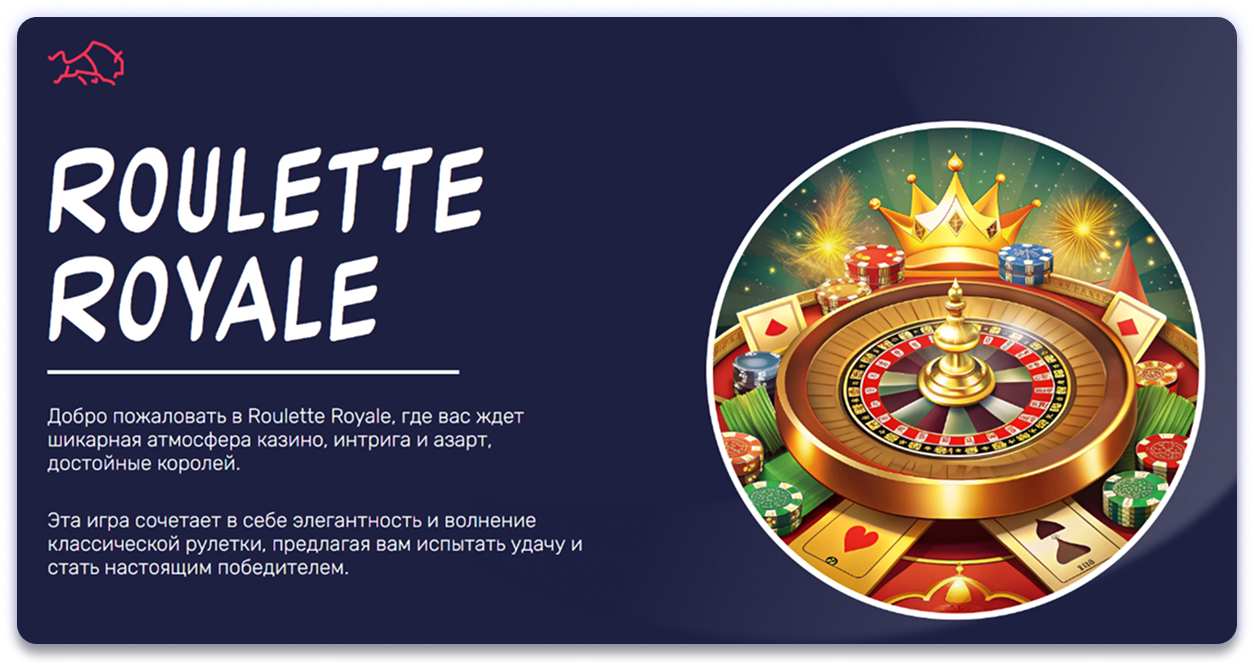 ROULETTE
ROYALE
Добро пожаловать в Roulette Royale, где вас ждет
шикарная атмосфера казино, интрига и азарт,
достойные королей.
Эта игра сочетает в себе элегантность и волнение
классической рулетки, предлагая вам испытать удачу и
стать настоящим победителем.